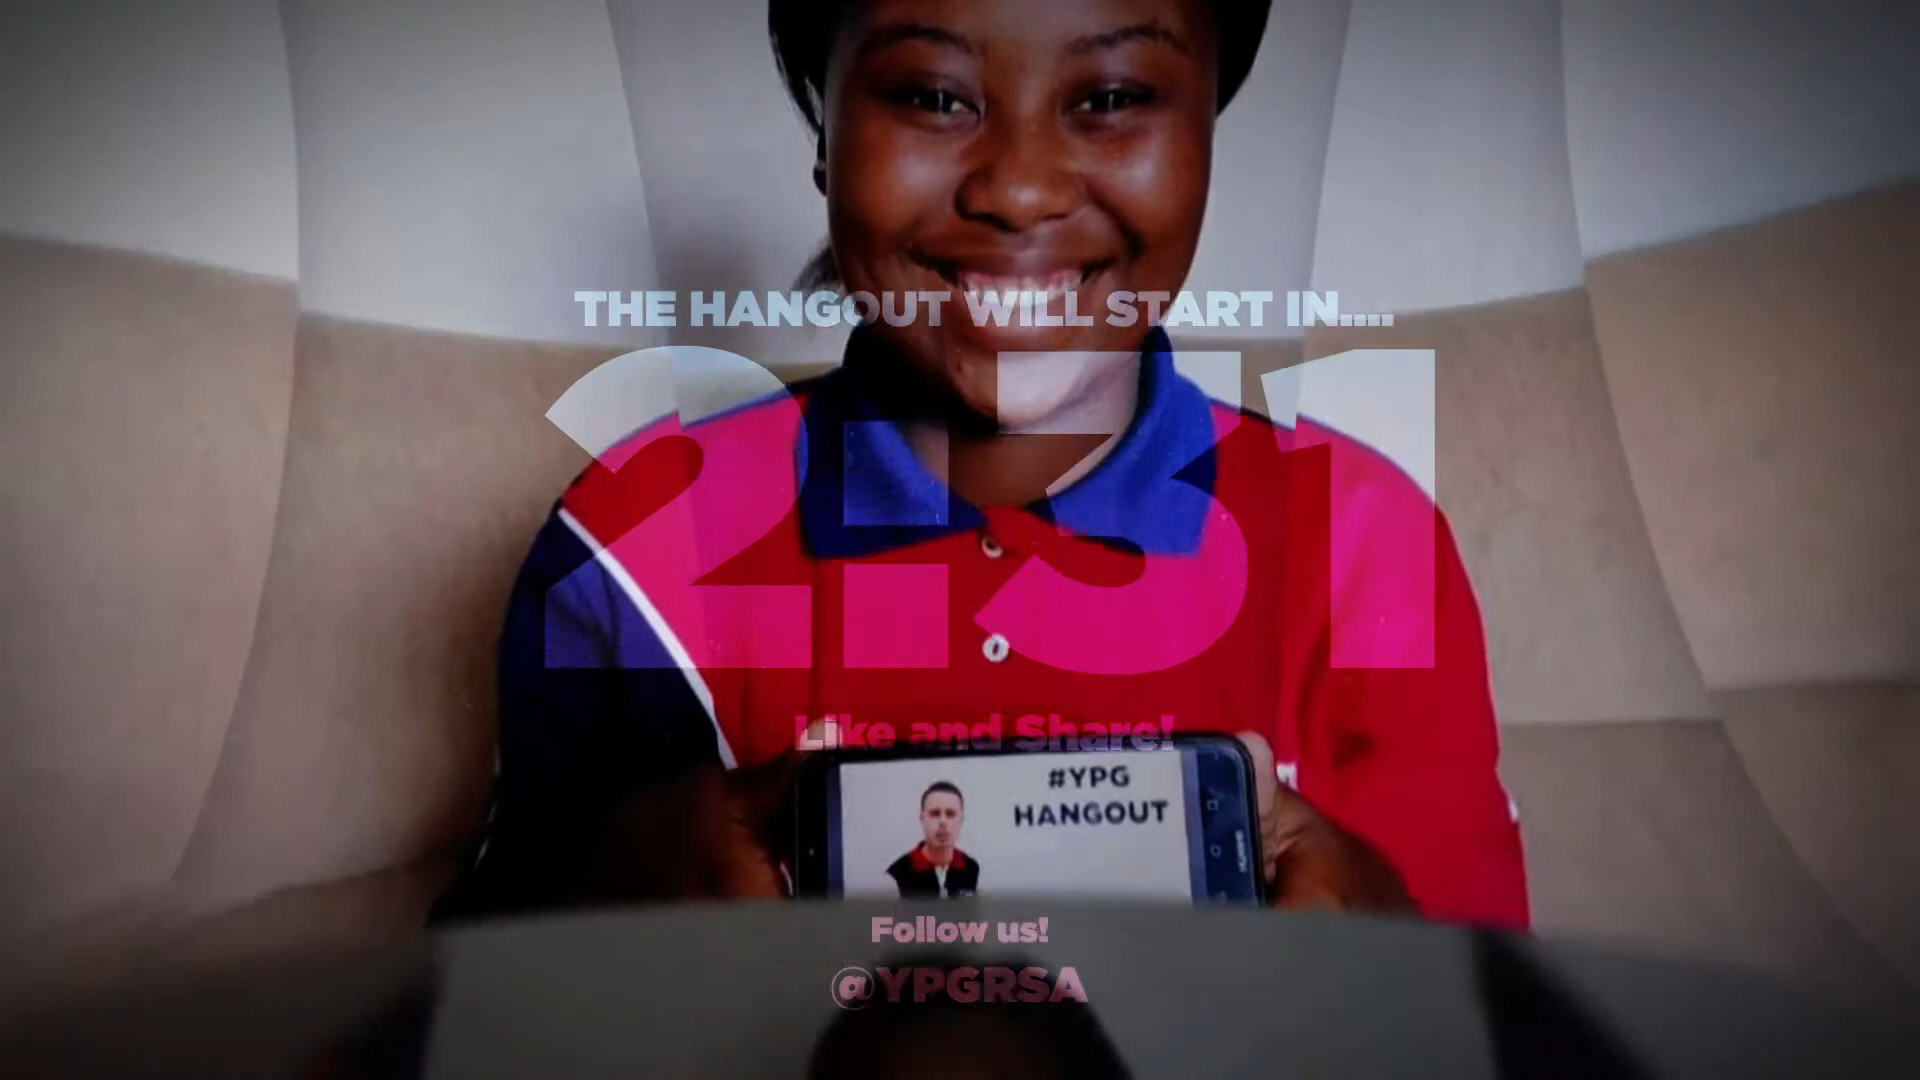 THE HANGOUT WILL START IN....
2:31
Like and Share!
#YPG
HANGOUT
Follow us!
@YPGRSA